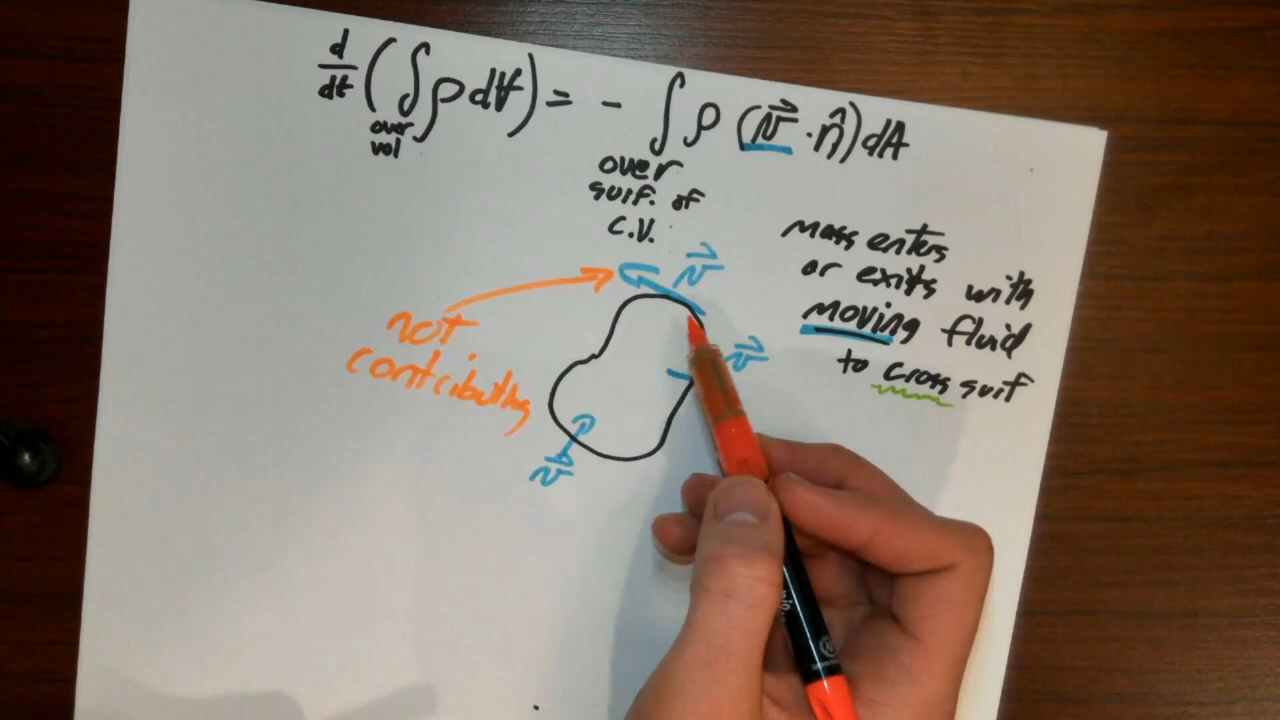 d/dt (∫ρdV) = - ∫ρ (v⃗·n̂)dA
over
vol
over
surf. of
C.V.
mass enters
or exits with
moving fluid
to cross surf
v⃗
v⃗
v⃗
not
contributing